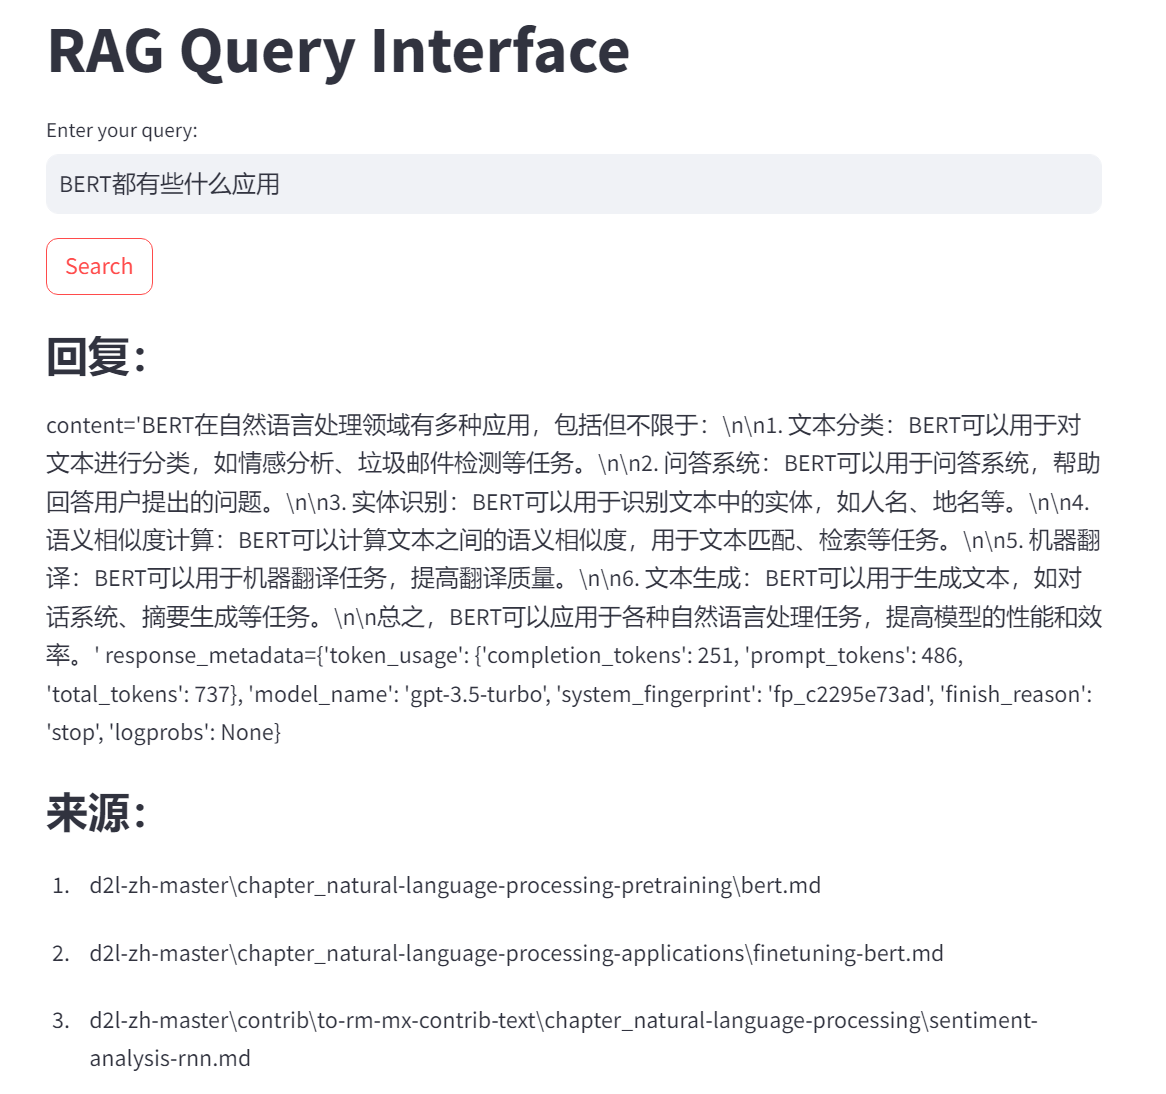 RAG Query Interface
Enter your query:
BERT都有些什么应用
Search
回复：
content='BERT在自然语言处理领域有多种应用，包括但不限于：\n\n1. 文本分类：BERT可以用于对
文本进行分类，如情感分析、垃圾邮件检测等任务。\n\n2. 问答系统：BERT可以用于问答系统，帮助
回答用户提出的问题。\n\n3. 实体识别：BERT可以用于识别文本中的实体，如人名、地名等。\n\n4.
语义相似度计算：BERT可以计算文本之间的语义相似度，用于文本匹配、检索等任务。\n\n5. 机器翻
译：BERT可以用于机器翻译任务，提高翻译质量。\n\n6. 文本生成：BERT可以用于生成文本，如对
话系统、摘要生成等任务。\n\n总之，BERT可以应用于各种自然语言处理任务，提高模型的性能和效
率。' response_metadata={'token_usage': {'completion_tokens': 251, 'prompt_tokens': 486,
'total_tokens': 737}, 'model_name': 'gpt-3.5-turbo', 'system_fingerprint': 'fp_c2295e73ad', 'finish_reason':
'stop', 'logprobs': None}
来源：
1. d2l-zh-master\chapter_natural-language-processing-pretraining\bert.md
2. d2l-zh-master\chapter_natural-language-processing-applications\finetuning-bert.md
3. d2l-zh-master\contrib\to-rm-mx-contrib-text\chapter_natural-language-processing\sentiment-
analysis-rnn.md